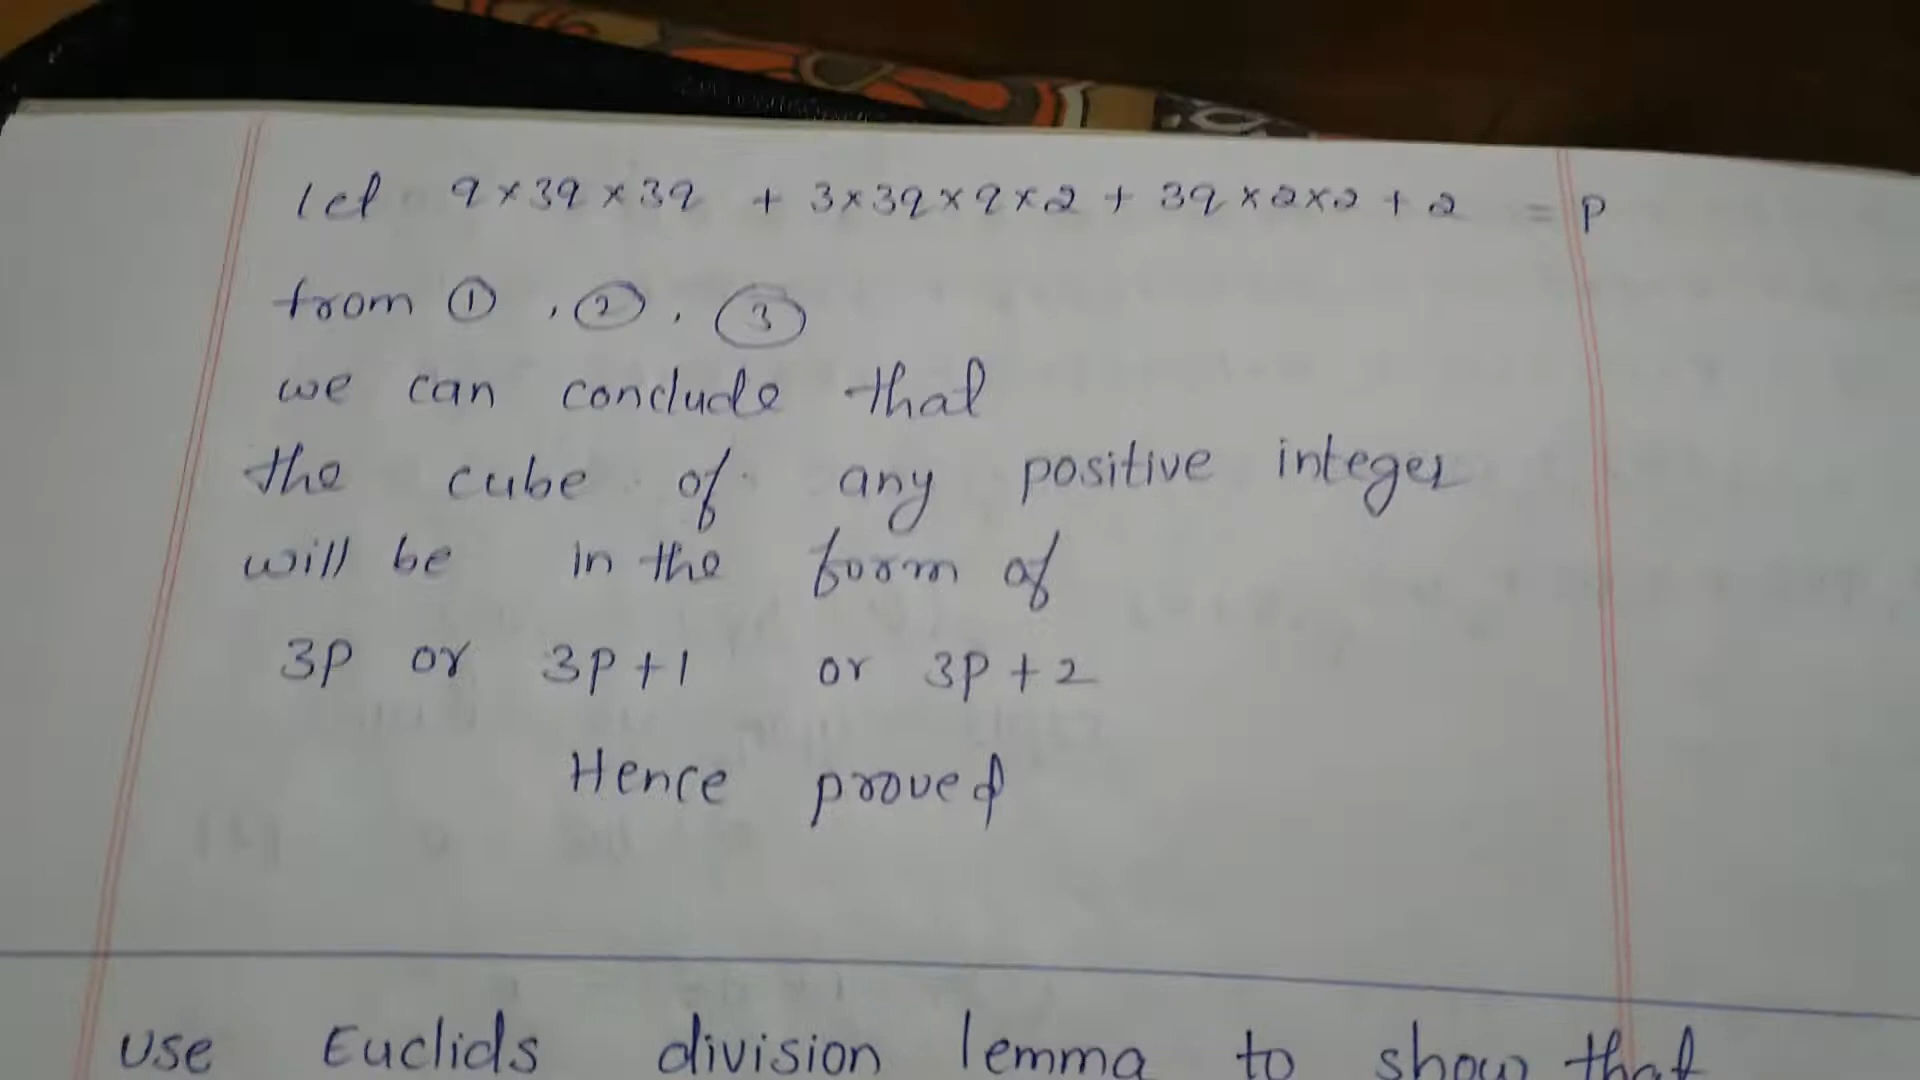 let q×3q×3q + 3×3q×q×2 + 3q×2×2 + 2 = p
from ① , ② , ③
we can conclude that
the cube of any positive integer
will be in the form of
3p or 3p+1 or 3p+2
Hence proved
use Euclids division lemma to show that